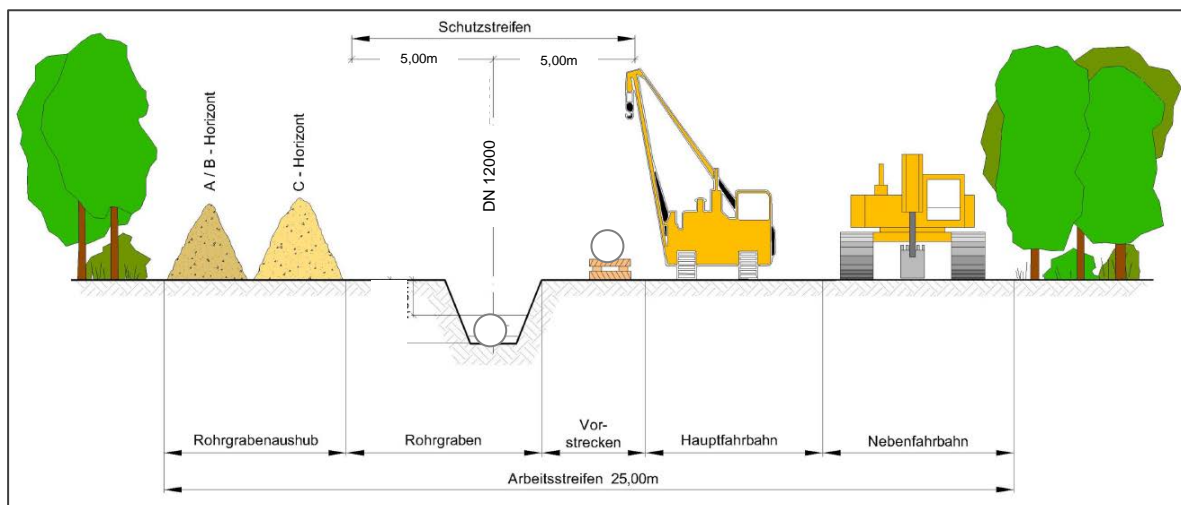 Schutzstreifen
5,00m
5,00m
A / B - Horizont
C - Horizont
DN 12000
Rohrgrabenaushub
Rohrgraben
Vor-
strecken
Hauptfahrbahn
Nebenfahrbahn
Arbeitsstreifen 25,00m